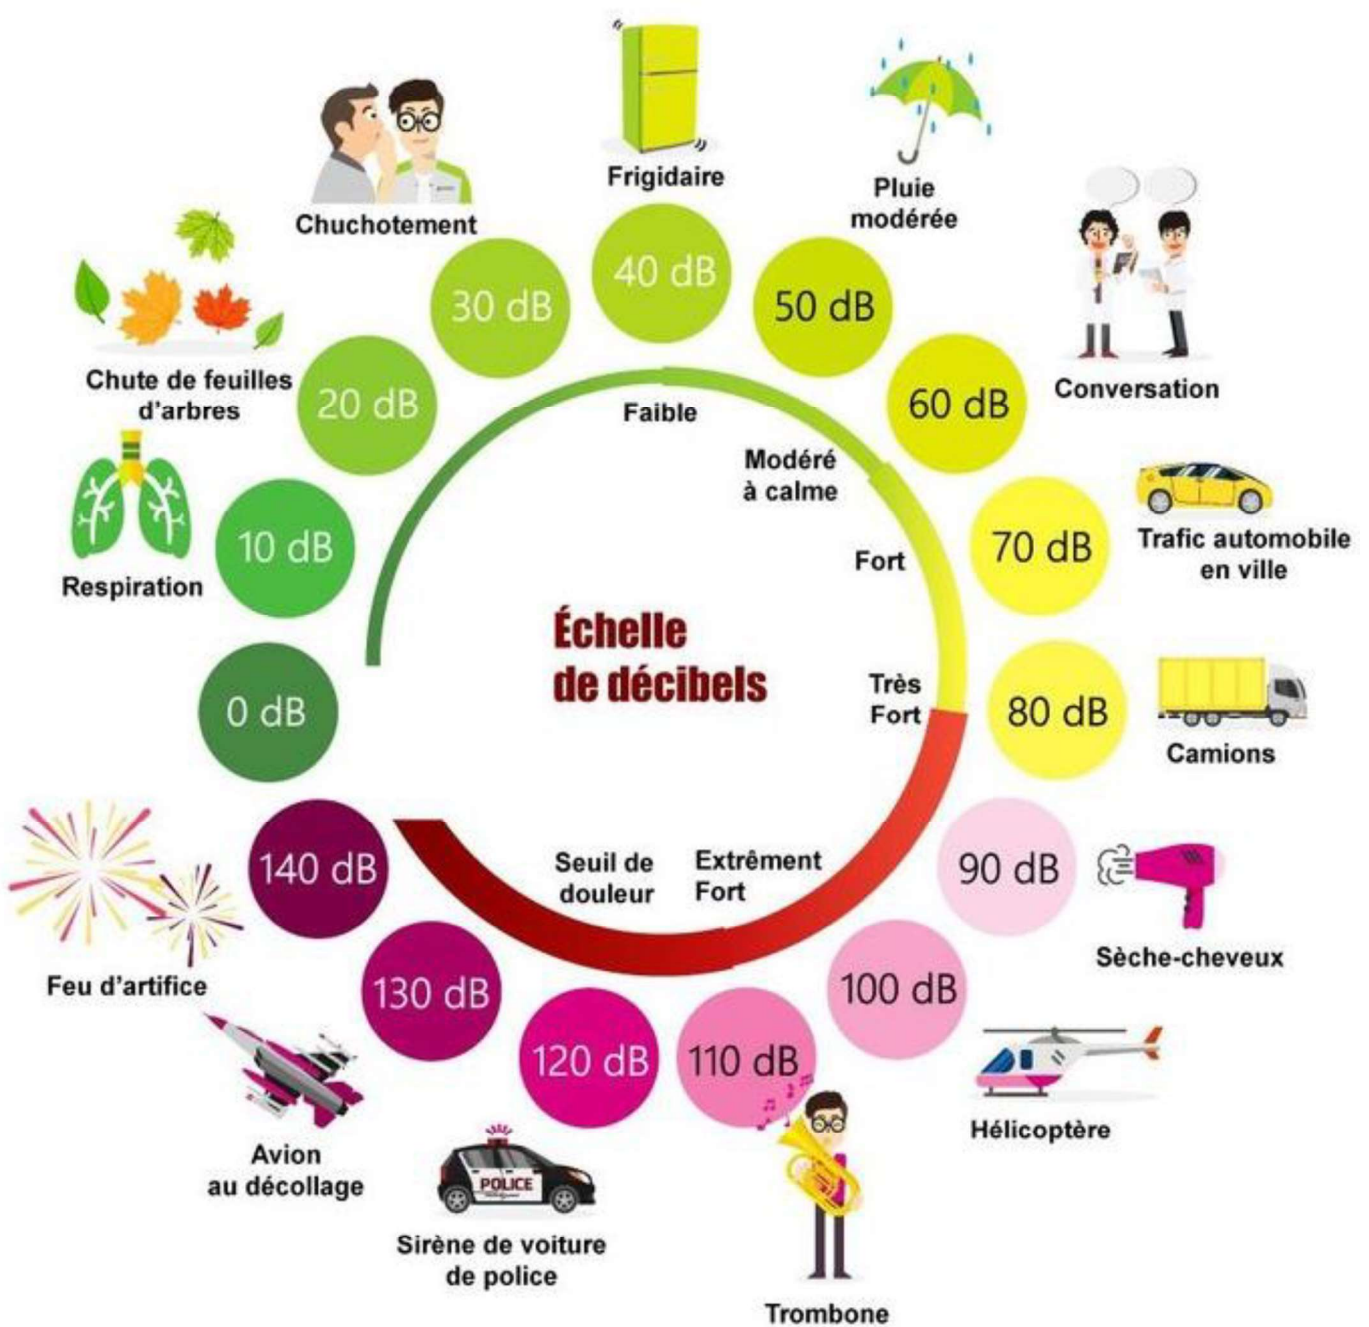 Échelle
de décibels
0 dB
10 dB
Respiration
20 dB
Chute de feuilles
d'arbres
30 dB
Chuchotement
40 dB
Frigidaire
50 dB
Pluie
modérée
60 dB
Conversation
70 dB
Trafic automobile
en ville
80 dB
Camions
90 dB
Sèche-cheveux
100 dB
Hélicoptère
110 dB
Trombone
120 dB
POLICE
Sirène de voiture
de police
130 dB
Avion
au décollage
140 dB
Feu d'artifice
Faible
Modéré
à calme
Fort
Très
Fort
Extrêment
Fort
Seuil de
douleur